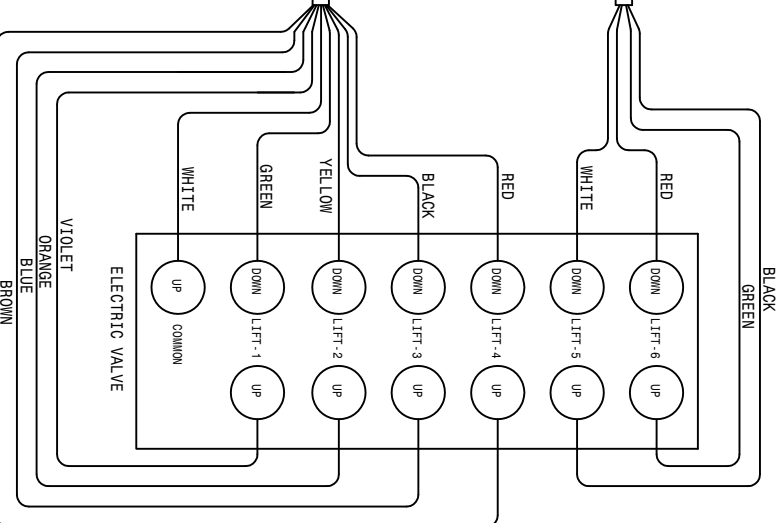 WHITE
GREEN
YELLOW
BLACK
RED
WHITE
RED
VIOLET
ORANGE
BLUE
BROWN
BLACK
GREEN
ELECTRIC VALVE
UP
DOWN
DOWN
DOWN
DOWN
DOWN
DOWN
COMMON
LIFT-1
LIFT-2
LIFT-3
LIFT-4
LIFT-5
LIFT-6
UP
UP
UP
UP
UP
UP